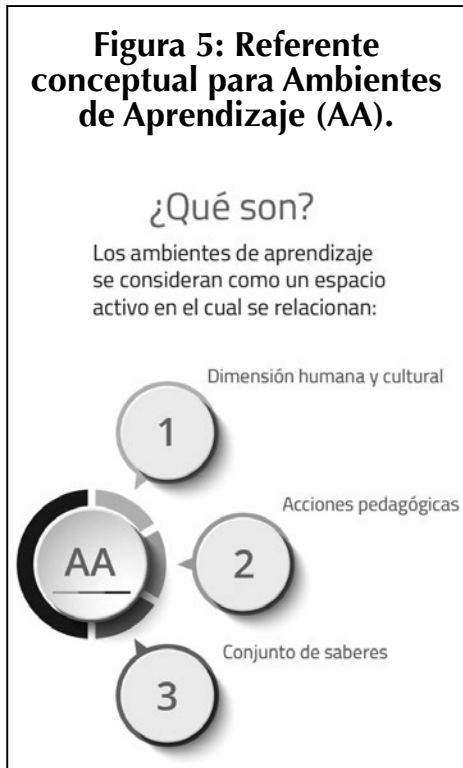 Figura 5: Referente
conceptual para Ambientes
de Aprendizaje (AA).
¿Qué son?
Los ambientes de aprendizaje
se consideran como un espacio
activo en el cual se relacionan:
Dimensión humana y cultural
1
Acciones pedagógicas
AA
2
Conjunto de saberes
3